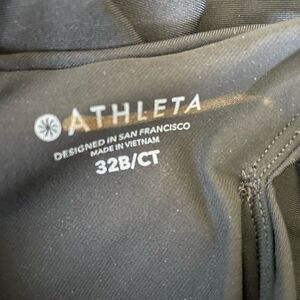 ATHLETA
DESIGNED IN SAN FRANCISCO
MADE IN VIETNAM
32B/CT